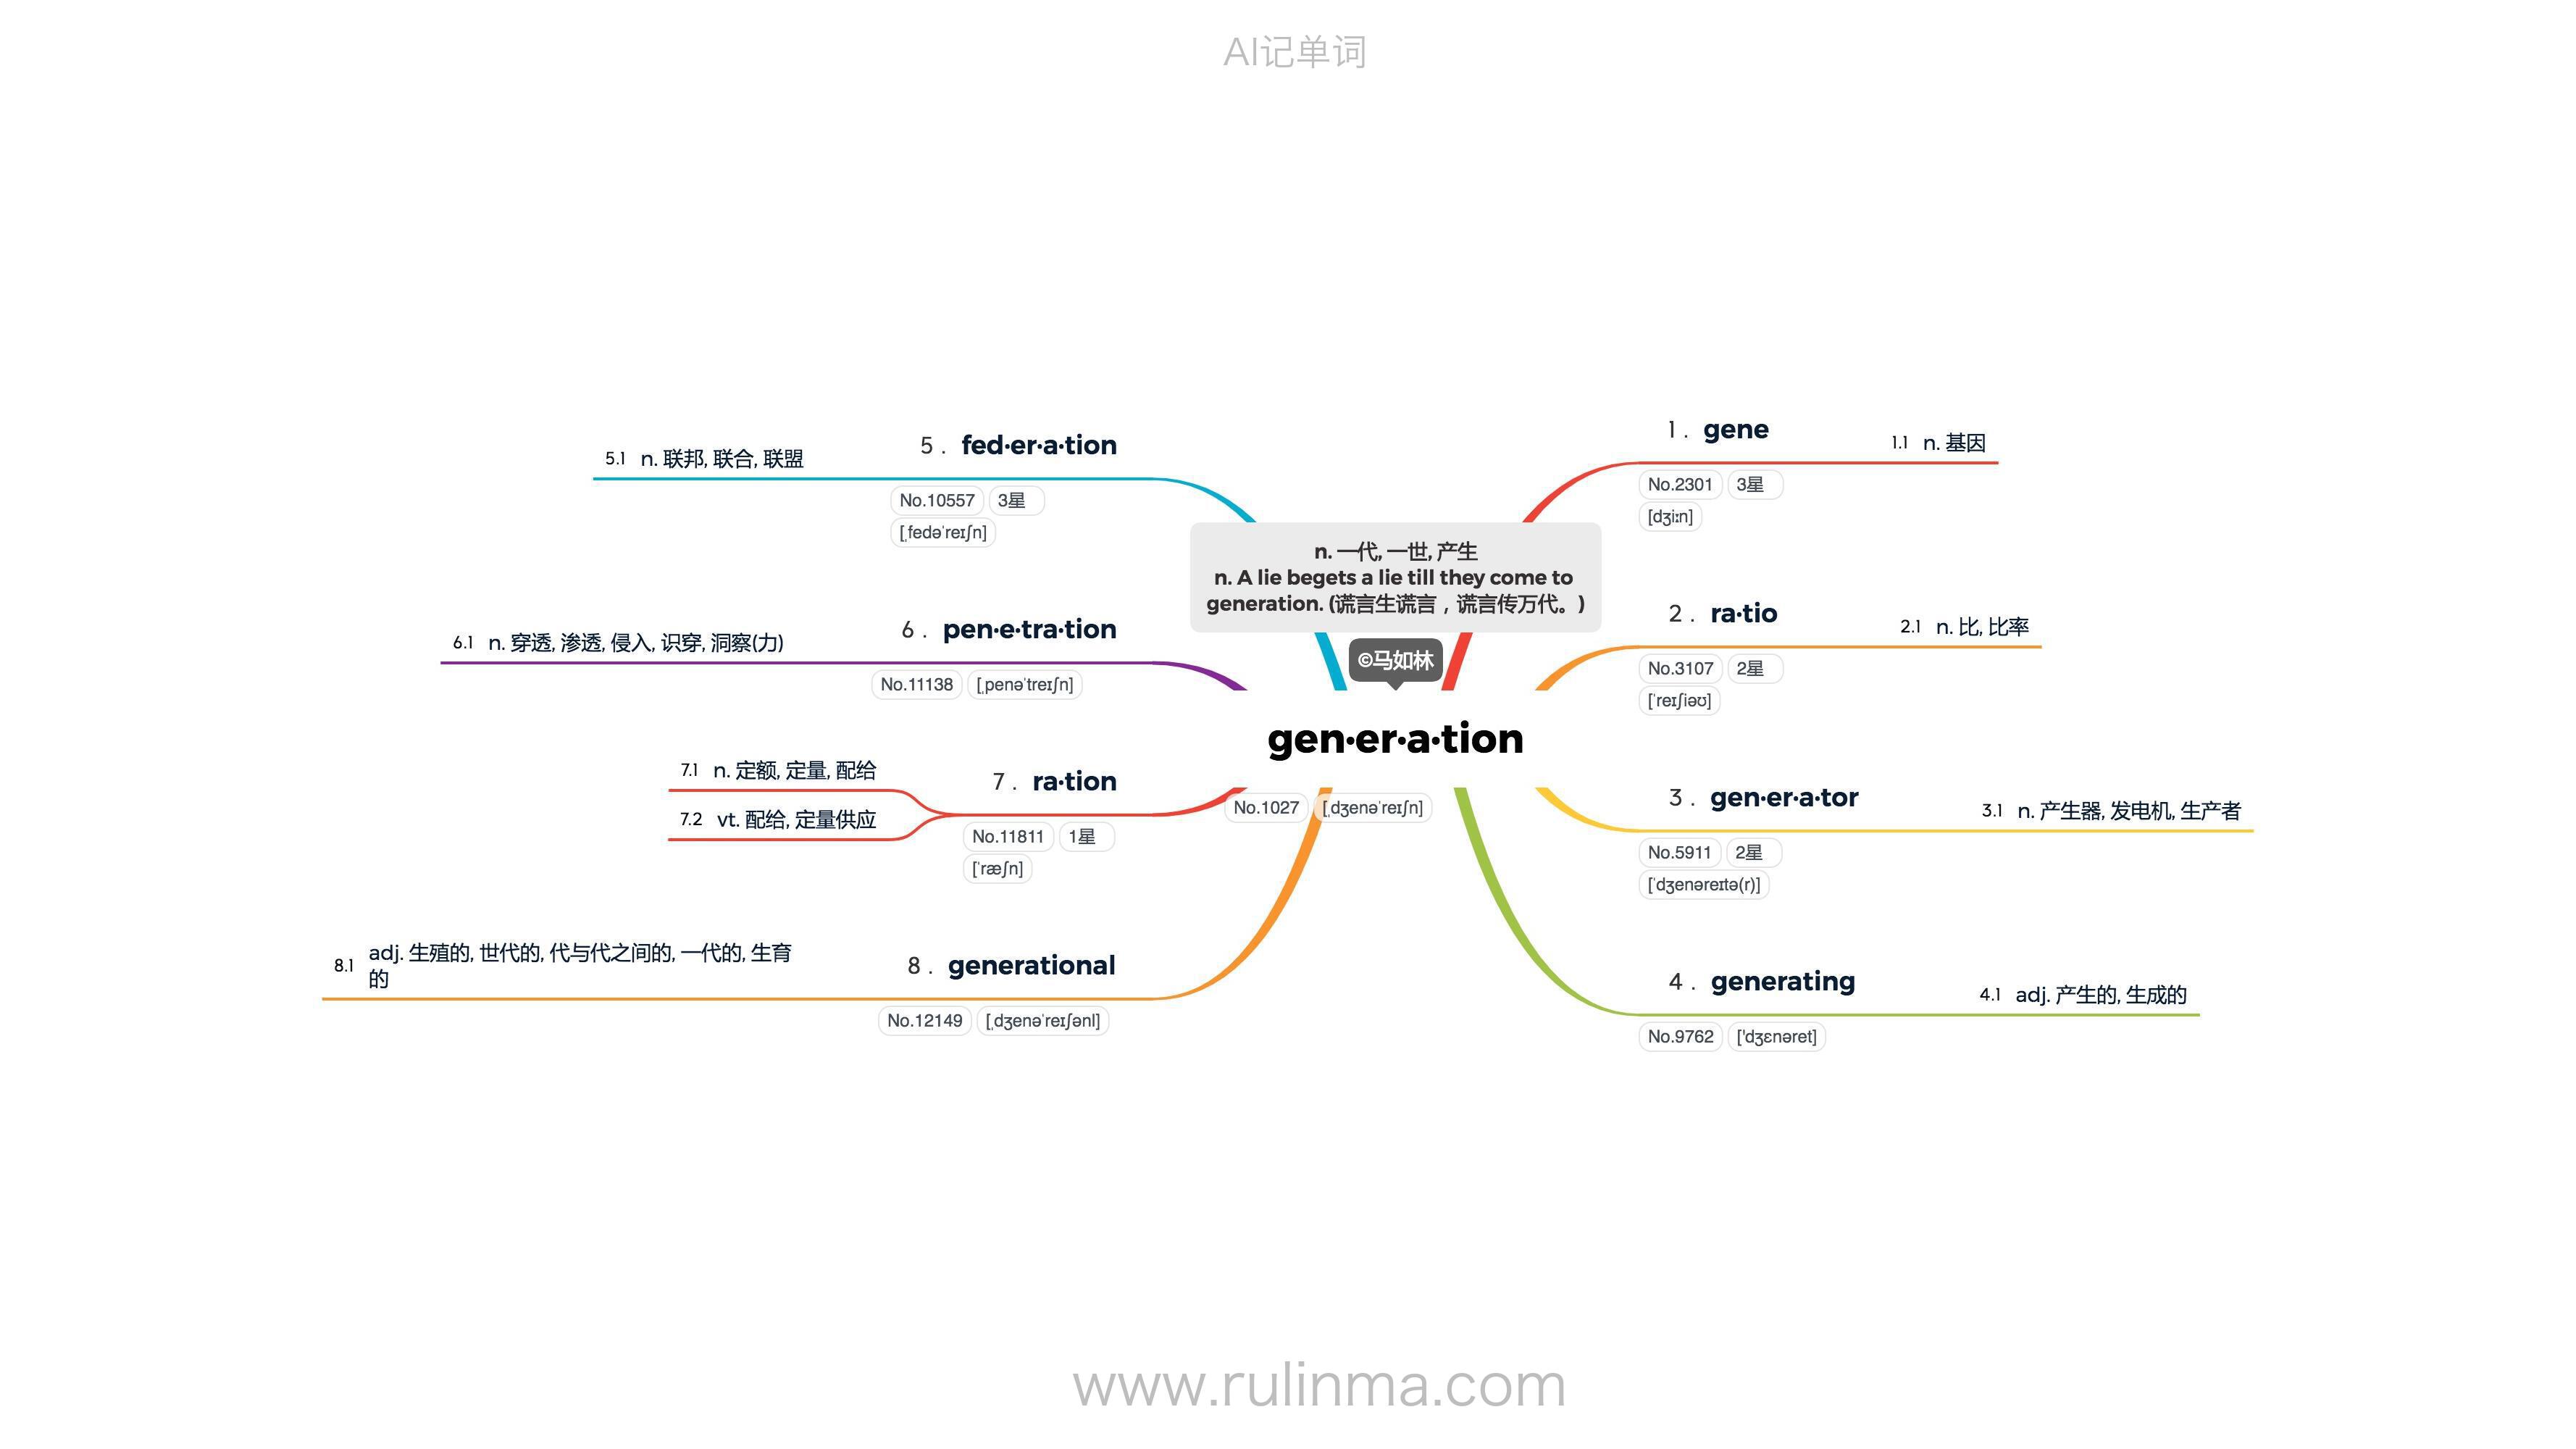 AI记单词
n. 一代, 一世, 产生
n. A lie begets a lie till they come to
generation. (谎言生谎言，谎言传万代。)
©马如林
gen·er·a·tion
No.1027 [ˌdʒenəˈreɪʃn]
1 . gene
1.1 n. 基因
No.2301 3星
[dʒiːn]
2 . ra·tio
2.1 n. 比, 比率
No.3107 2星
[ˈreɪʃiəʊ]
3 . gen·er·a·tor
3.1 n. 产生器, 发电机, 生产者
No.5911 2星
[ˈdʒenəreɪtə(r)]
4 . generating
4.1 adj. 产生的, 生成的
No.9762 ['dʒɛnəret]
5 . fed·er·a·tion
5.1 n. 联邦, 联合, 联盟
No.10557 3星
[ˌfedəˈreɪʃn]
6 . pen·e·tra·tion
6.1 n. 穿透, 渗透, 侵入, 识穿, 洞察(力)
No.11138 [ˌpenəˈtreɪʃn]
7 . ra·tion
7.1 n. 定额, 定量, 配给
7.2 vt. 配给, 定量供应
No.11811 1星
[ˈræʃn]
8 . generational
8.1 adj. 生殖的, 世代的, 代与代之间的, 一代的, 生育
的
No.12149 [ˌdʒenəˈreɪʃənl]
www.rulinma.com